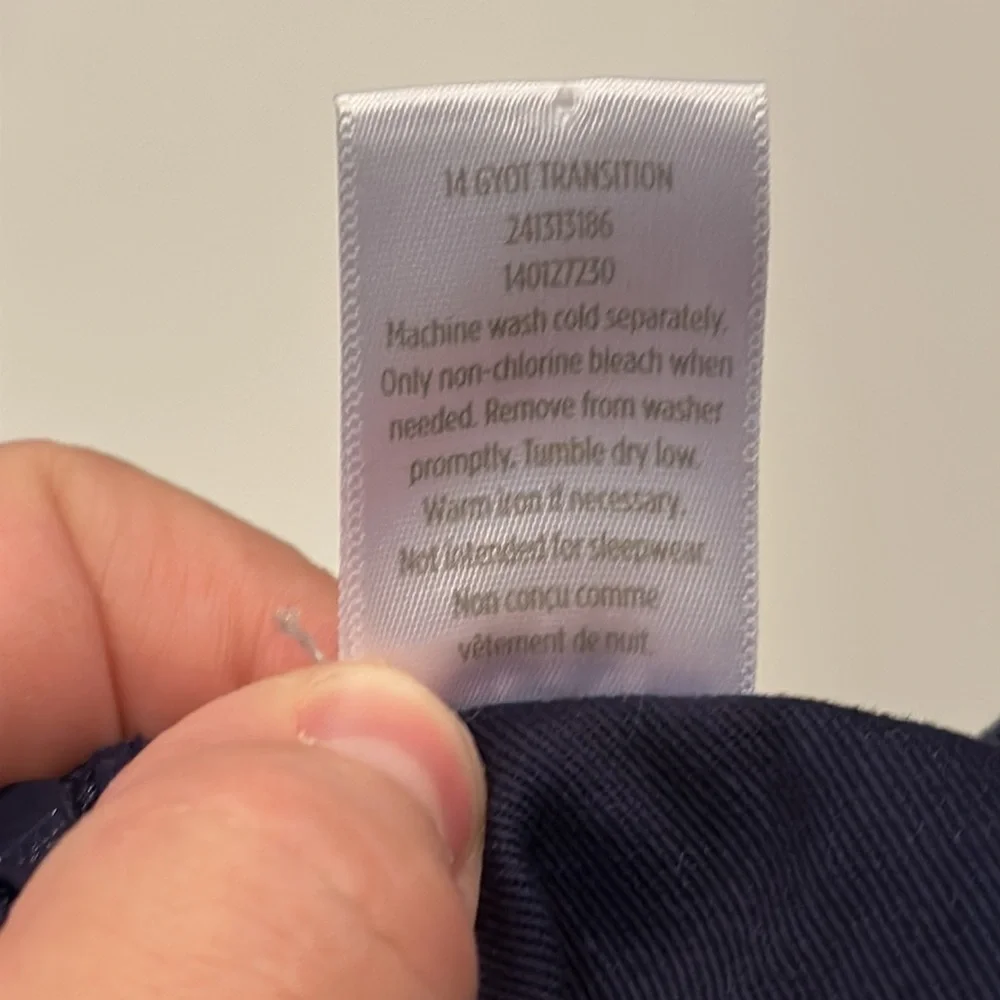 14 GYOT TRANSITION
241313186
140127230
Machine wash cold separately.
Only non-chlorine bleach when
needed. Remove from washer
promptly. Tumble dry low.
Warm iron if necessary.
Not intended for sleepwear.
Non conçu comme
vêtement de nuit.